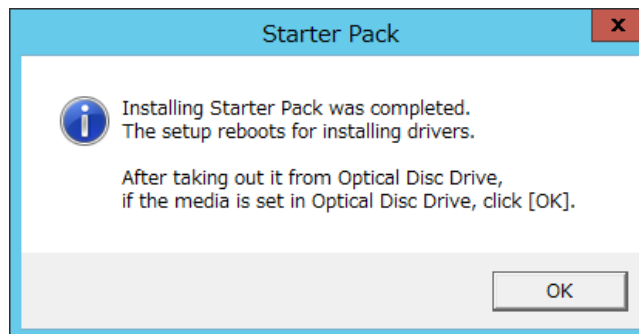 Starter Pack
x
Installing Starter Pack was completed.
The setup reboots for installing drivers.
After taking out it from Optical Disc Drive,
if the media is set in Optical Disc Drive, click [OK].
OK